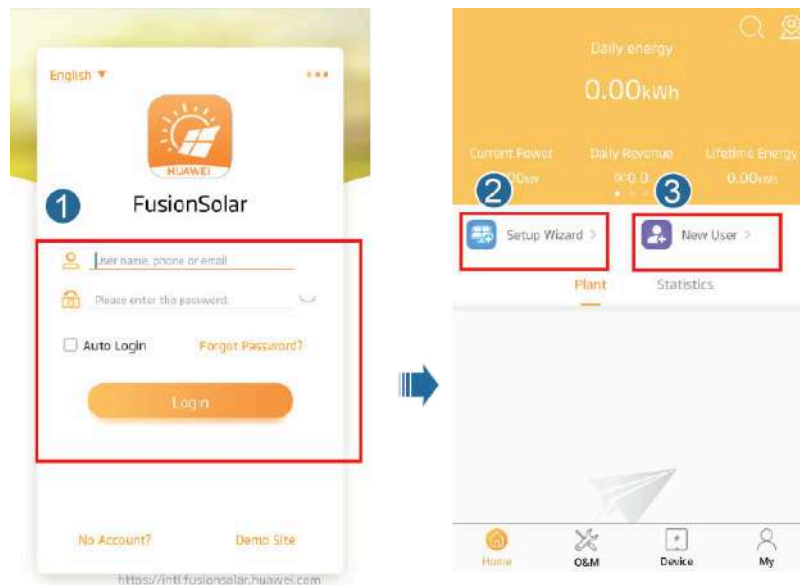 English ▼
HUAWEI
1
FusionSolar
User name, phone or email
Please enter the password.
Auto Login
Forgot Password?
Login
No Account?
Demo Site
https://intl.fusionsolar.huawei.com
Daily energy
0.00kWh
Current Power
Daily Revenue
Lifetime Energy
0.00kWh
2
3
Setup Wizard >
New User >
Plant
Statistics
Home
O&M
Device
My